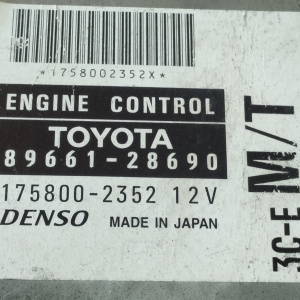 *1758002352X*
ENGINE CONTROL
TOYOTA
89661-28690
175800-2352 12V
DENSO MADE IN JAPAN
3C-E M/T